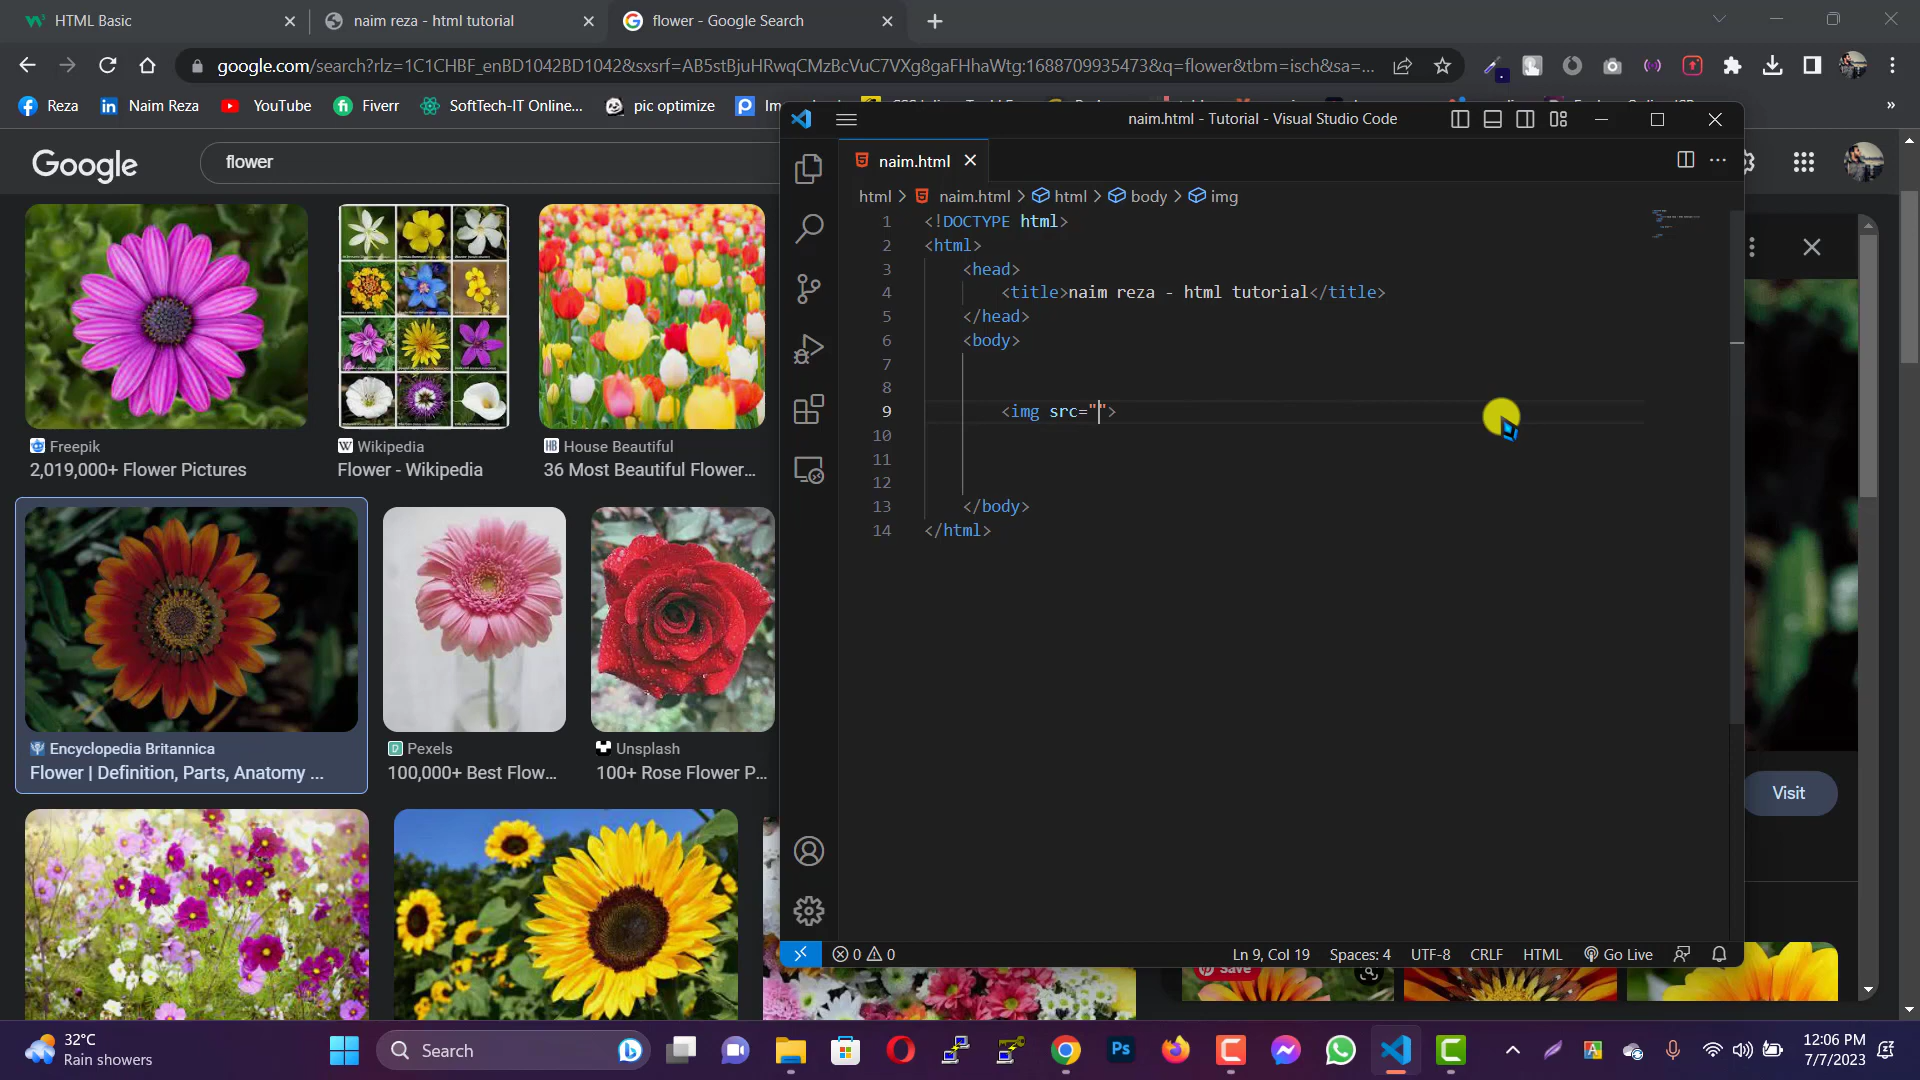 HTML Basic
naim reza - html tutorial
flower - Google Search
google.com/search?rlz=1C1CHBF_enBD1042BD1042&sxsrf=AB5stBjuHRwqCMzBcVuC7VXg8gaFHhaWtg:1688709935473&q=flower&tbm=isch&sa=...
Reza
Naim Reza
YouTube
Fiverr
SoftTech-IT Online...
pic optimize
naim.html - Tutorial - Visual Studio Code
Google
flower
naim.html
html > naim.html > html > body > img
1 <!DOCTYPE html>
2 <html>
3 <head>
4 <title>naim reza - html tutorial</title>
5 </head>
6 <body>
7
8
9 <img src="">
10
11
12
13 </body>
14 </html>
Freepik
2,019,000+ Flower Pictures
Wikipedia
Flower - Wikipedia
House Beautiful
36 Most Beautiful Flower...
Encyclopedia Britannica
Flower | Definition, Parts, Anatomy ...
Pexels
100,000+ Best Flow...
Unsplash
100+ Rose Flower P...
Visit
0 0
Ln 9, Col 19
Spaces: 4
UTF-8
CRLF
HTML
Go Live
Save
32°C
Rain showers
Search
Ps
12:06 PM
7/7/2023